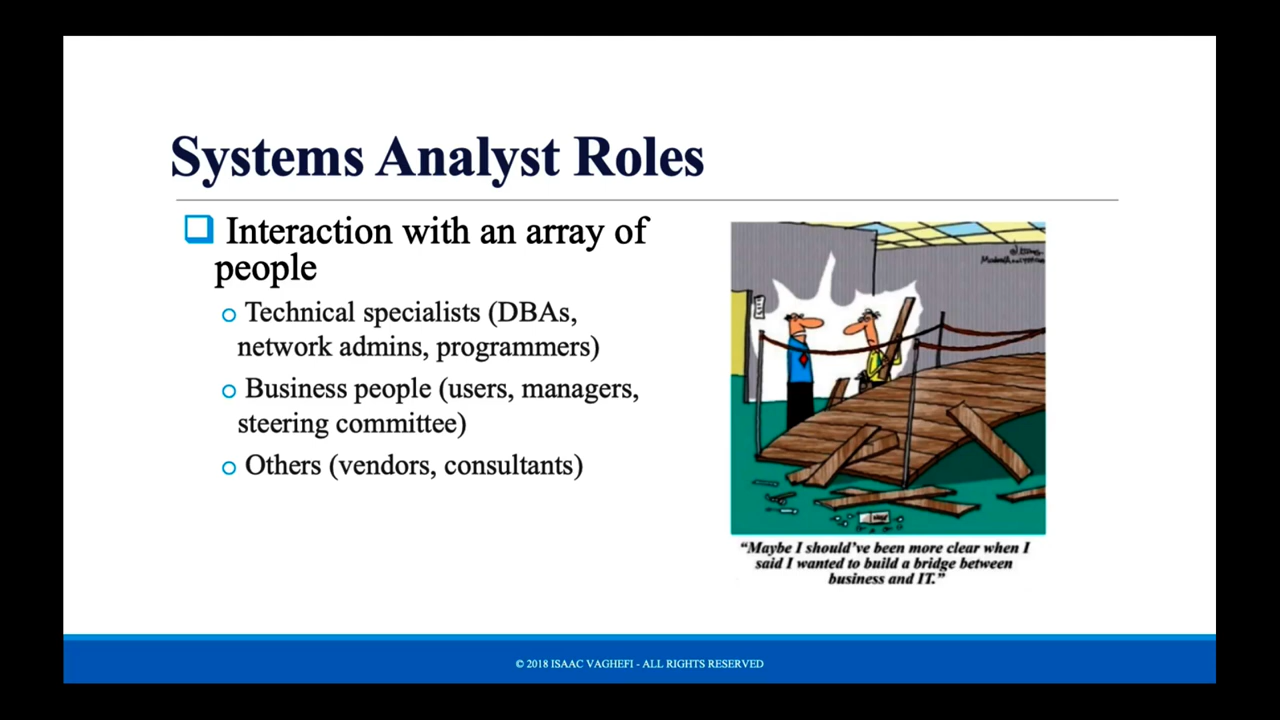 Systems Analyst Roles
Interaction with an array of
people
Technical specialists (DBAs,
network admins, programmers)
Business people (users, managers,
steering committee)
Others (vendors, consultants)
“Maybe I should’ve been more clear when I
said I wanted to build a bridge between
business and IT.”
© 2018 ISAAC VAGHEFI - ALL RIGHTS RESERVED